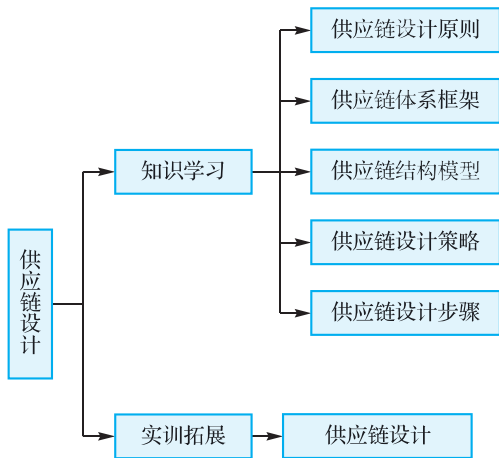 供应链设计
知识学习
供应链设计原则
供应链体系框架
供应链结构模型
供应链设计策略
供应链设计步骤
实训拓展
供应链设计